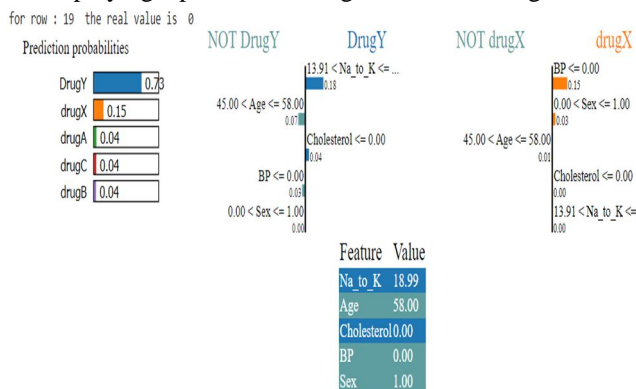 for row : 19 the real value is 0
Prediction probabilities
DrugY 0.73
drugX 0.15
drugA 0.04
drugC 0.04
drugB 0.04
NOT DrugY DrugY
13.91 < Na_to_K <= ...
0.18
45.00 < Age <= 58.00
0.07
Cholesterol <= 0.00
0.04
BP <= 0.00
0.03
0.00 < Sex <= 1.00
0.00
NOT drugX drugX
BP <= 0.00
0.15
0.00 < Sex <= 1.00
0.03
45.00 < Age <= 58.00
0.01
Cholesterol <= 0.00
0.00
13.91 < Na_to_K <=
0.00
Feature Value
Na_to_K 18.99
Age 58.00
Cholesterol 0.00
BP 0.00
Sex 1.00